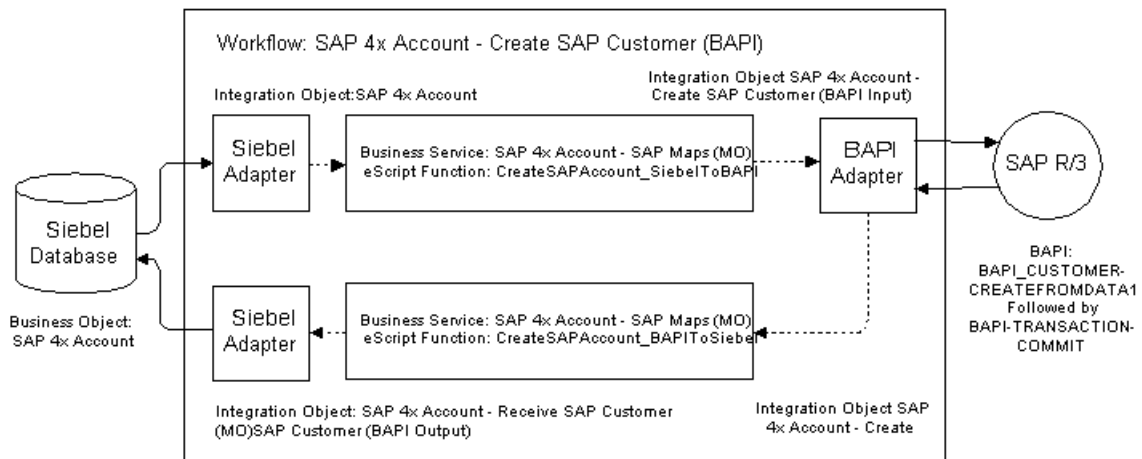 Workflow: SAP 4x Account - Create SAP Customer (BAPI)
Integration Object:SAP 4x Account
Integration Object SAP 4x Account -
Create SAP Customer (BAPI Input)
Siebel
Adapter
Business Service: SAP 4x Account - SAP Maps (MO)
eScript Function: CreateSAPAccount_SiebelToBAPI
BAPI
Adapter
SAP R/3
Siebel
Database
Business Object:
SAP 4x Account
Siebel
Adapter
Business Service: SAP 4x Account - SAP Maps (MO)
eScript Function: CreateSAPAccount_BAPIToSiebel
BAPI:
BAPI_CUSTOMER-
CREATEFROMDATA1
Followed by
BAPI-TRANSACTION-
COMMIT
Integration Object: SAP 4x Account - Receive SAP Customer
(MO)SAP Customer (BAPI Output)
Integration Object SAP
4x Account - Create